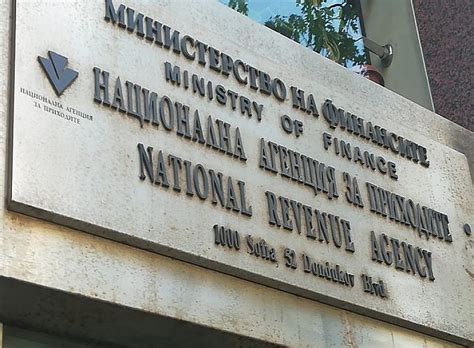 НАЦИОНАЛНА АГЕНЦИЯ
ЗА ПРИХОДИТЕ
МИНИСТЕРСТВО НА ФИНАНСИТЕ
MINISTRY OF FINANCE
НАЦИОНАЛНА АГЕНЦИЯ ЗА ПРИХОДИТЕ
NATIONAL REVENUE AGENCY
1000 Sofia 52 Dondukov Blvd